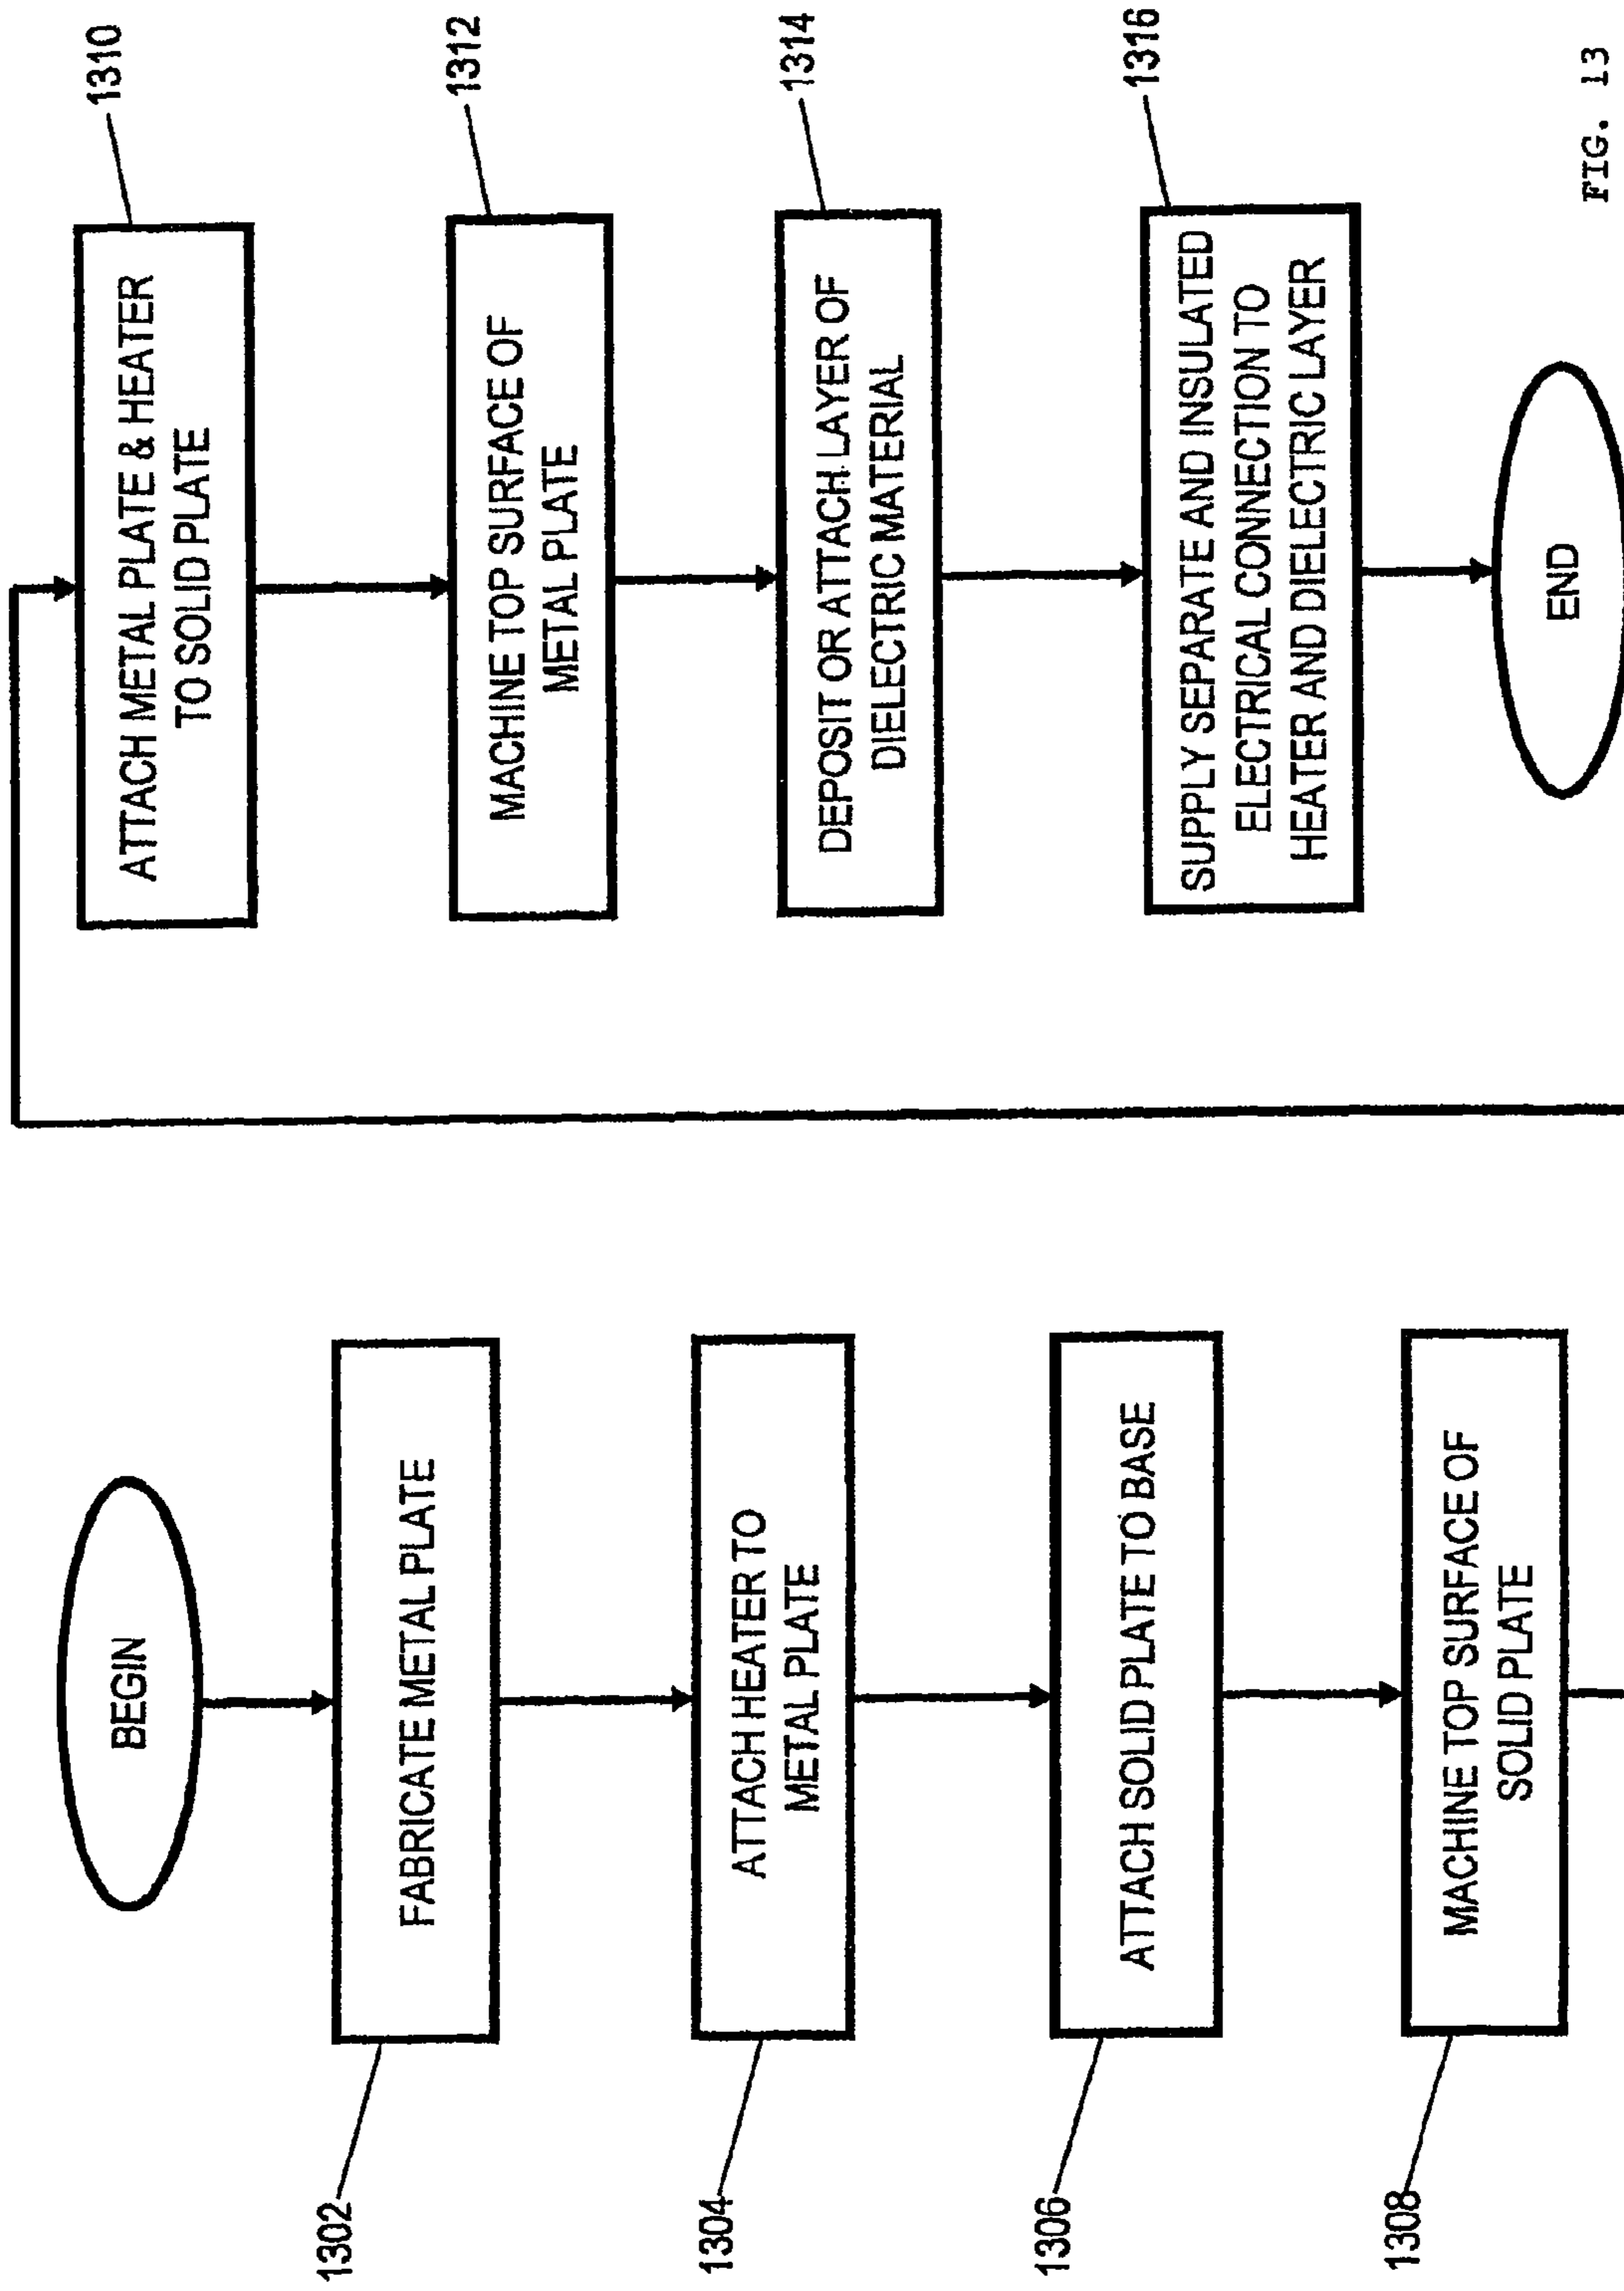 BEGIN
1302
FABRICATE METAL PLATE
1304
ATTACH HEATER TO
METAL PLATE
1306
ATTACH SOLID PLATE TO BASE
1308
MACHINE TOP SURFACE OF
SOLID PLATE
1310
ATTACH METAL PLATE & HEATER
TO SOLID PLATE
1312
MACHINE TOP SURFACE OF
METAL PLATE
1314
DEPOSIT OR ATTACH LAYER OF
DIELECTRIC MATERIAL
1316
SUPPLY SEPARATE AND INSULATED
ELECTRICAL CONNECTION TO
HEATER AND DIELECTRIC LAYER
END
FIG. 13